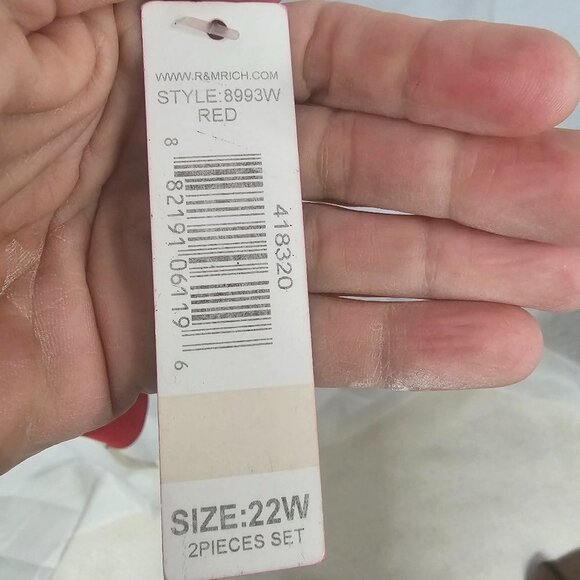 WWW.R&MRICH.COM
STYLE:8993W
RED
8 82191 06119 6
418320
SIZE:22W
2PIECES SET